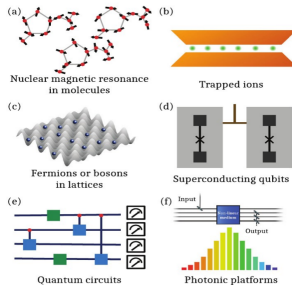 (a)
Nuclear magnetic resonance
in molecules
(b)
Trapped ions
(c)
Fermions or bosons
in lattices
(d)
Superconducting qubits
(e)
Quantum circuits
(f)
Input
Output
Photonic platforms